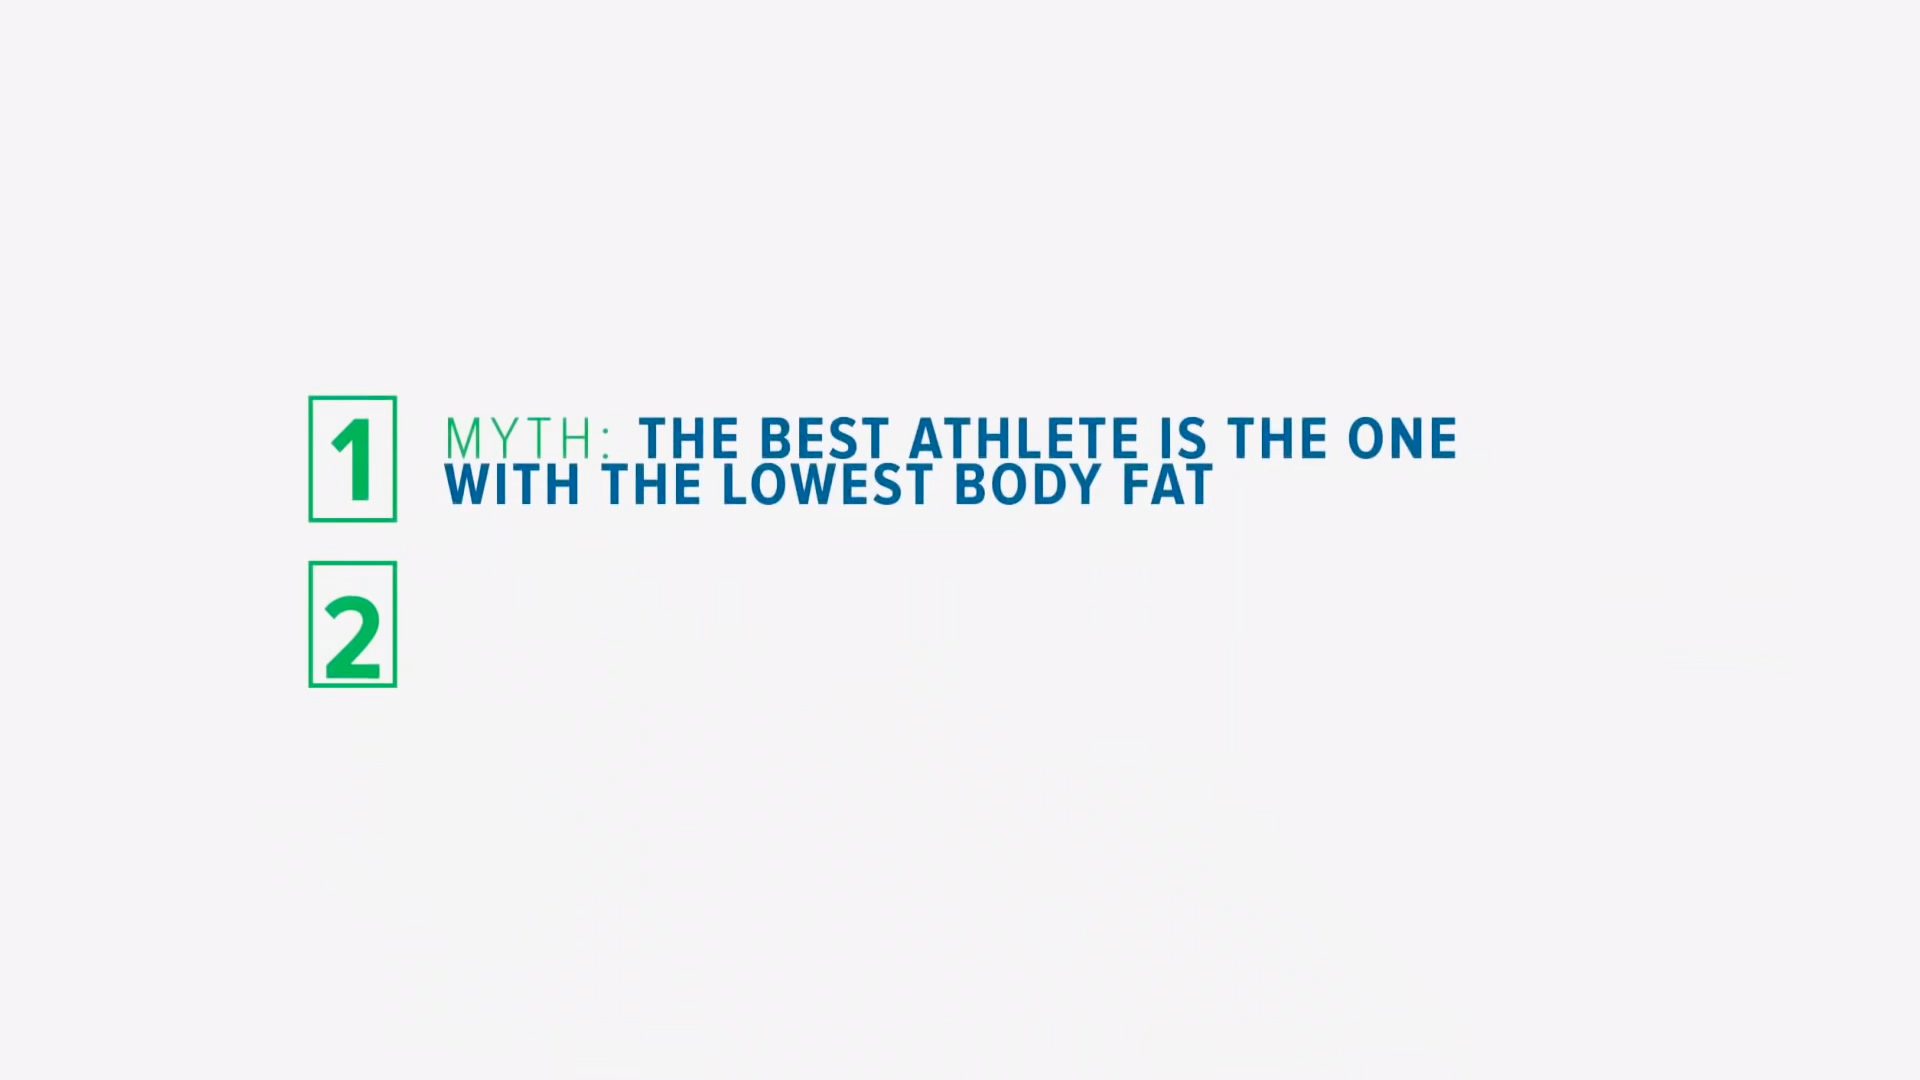 1
MYTH: THE BEST ATHLETE IS THE ONE
WITH THE LOWEST BODY FAT
2